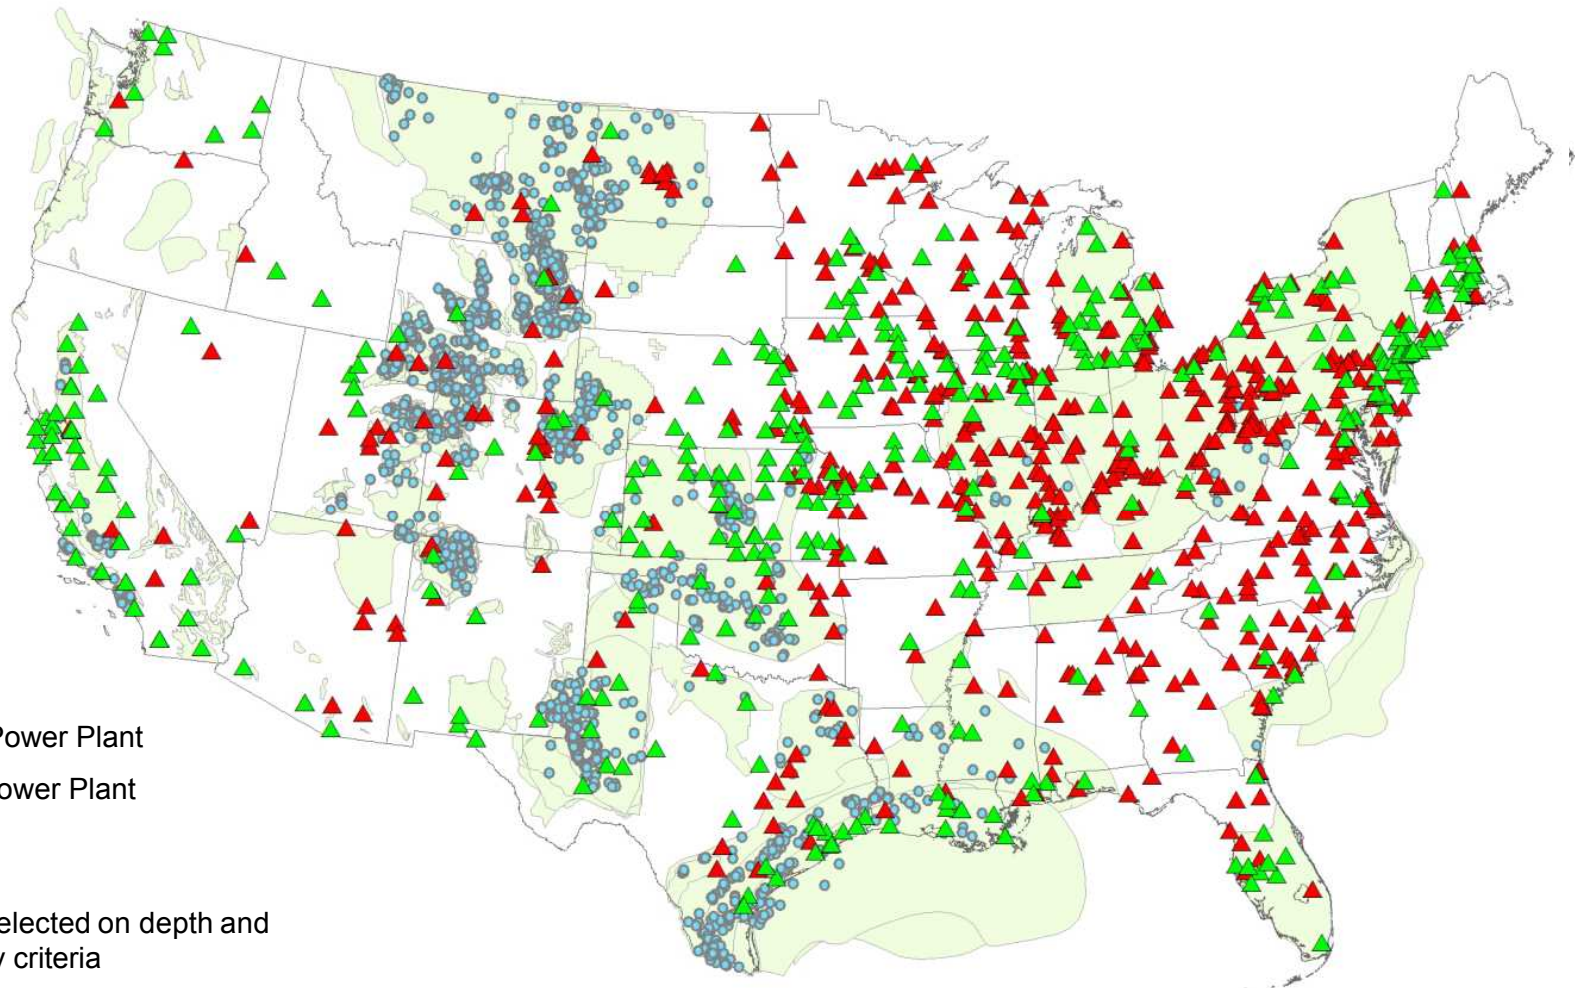 Power Plant
ower Plant
elected on depth and
y criteria